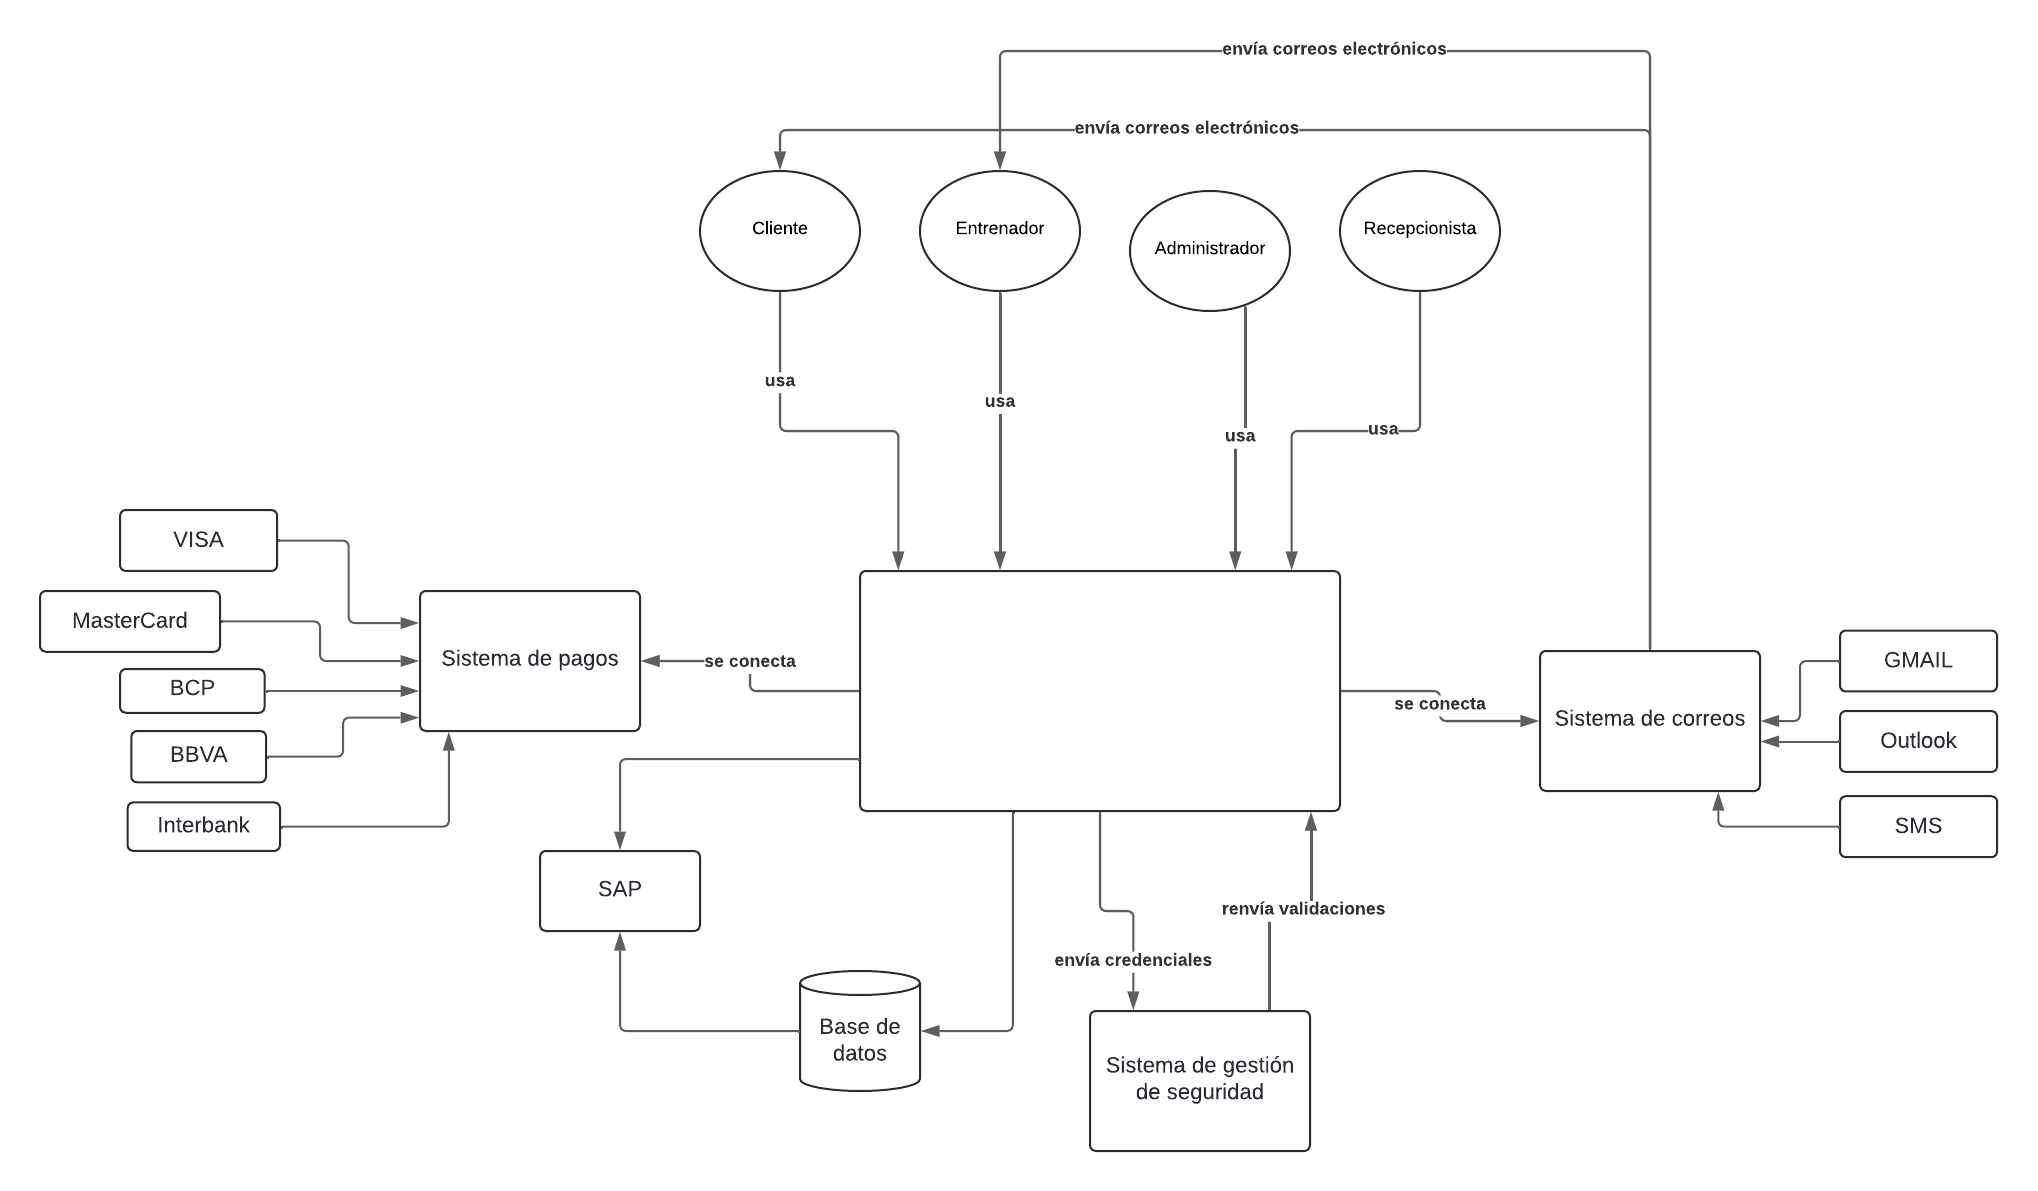 envía correos electrónicos
envía correos electrónicos
Cliente
Entrenador
Administrador
Recepcionista
usa
usa
usa
usa
VISA
MasterCard
BCP
BBVA
Interbank
Sistema de pagos
se conecta
se conecta
Sistema de correos
GMAIL
Outlook
SMS
SAP
Base de
datos
renvía validaciones
envía credenciales
Sistema de gestión
de seguridad